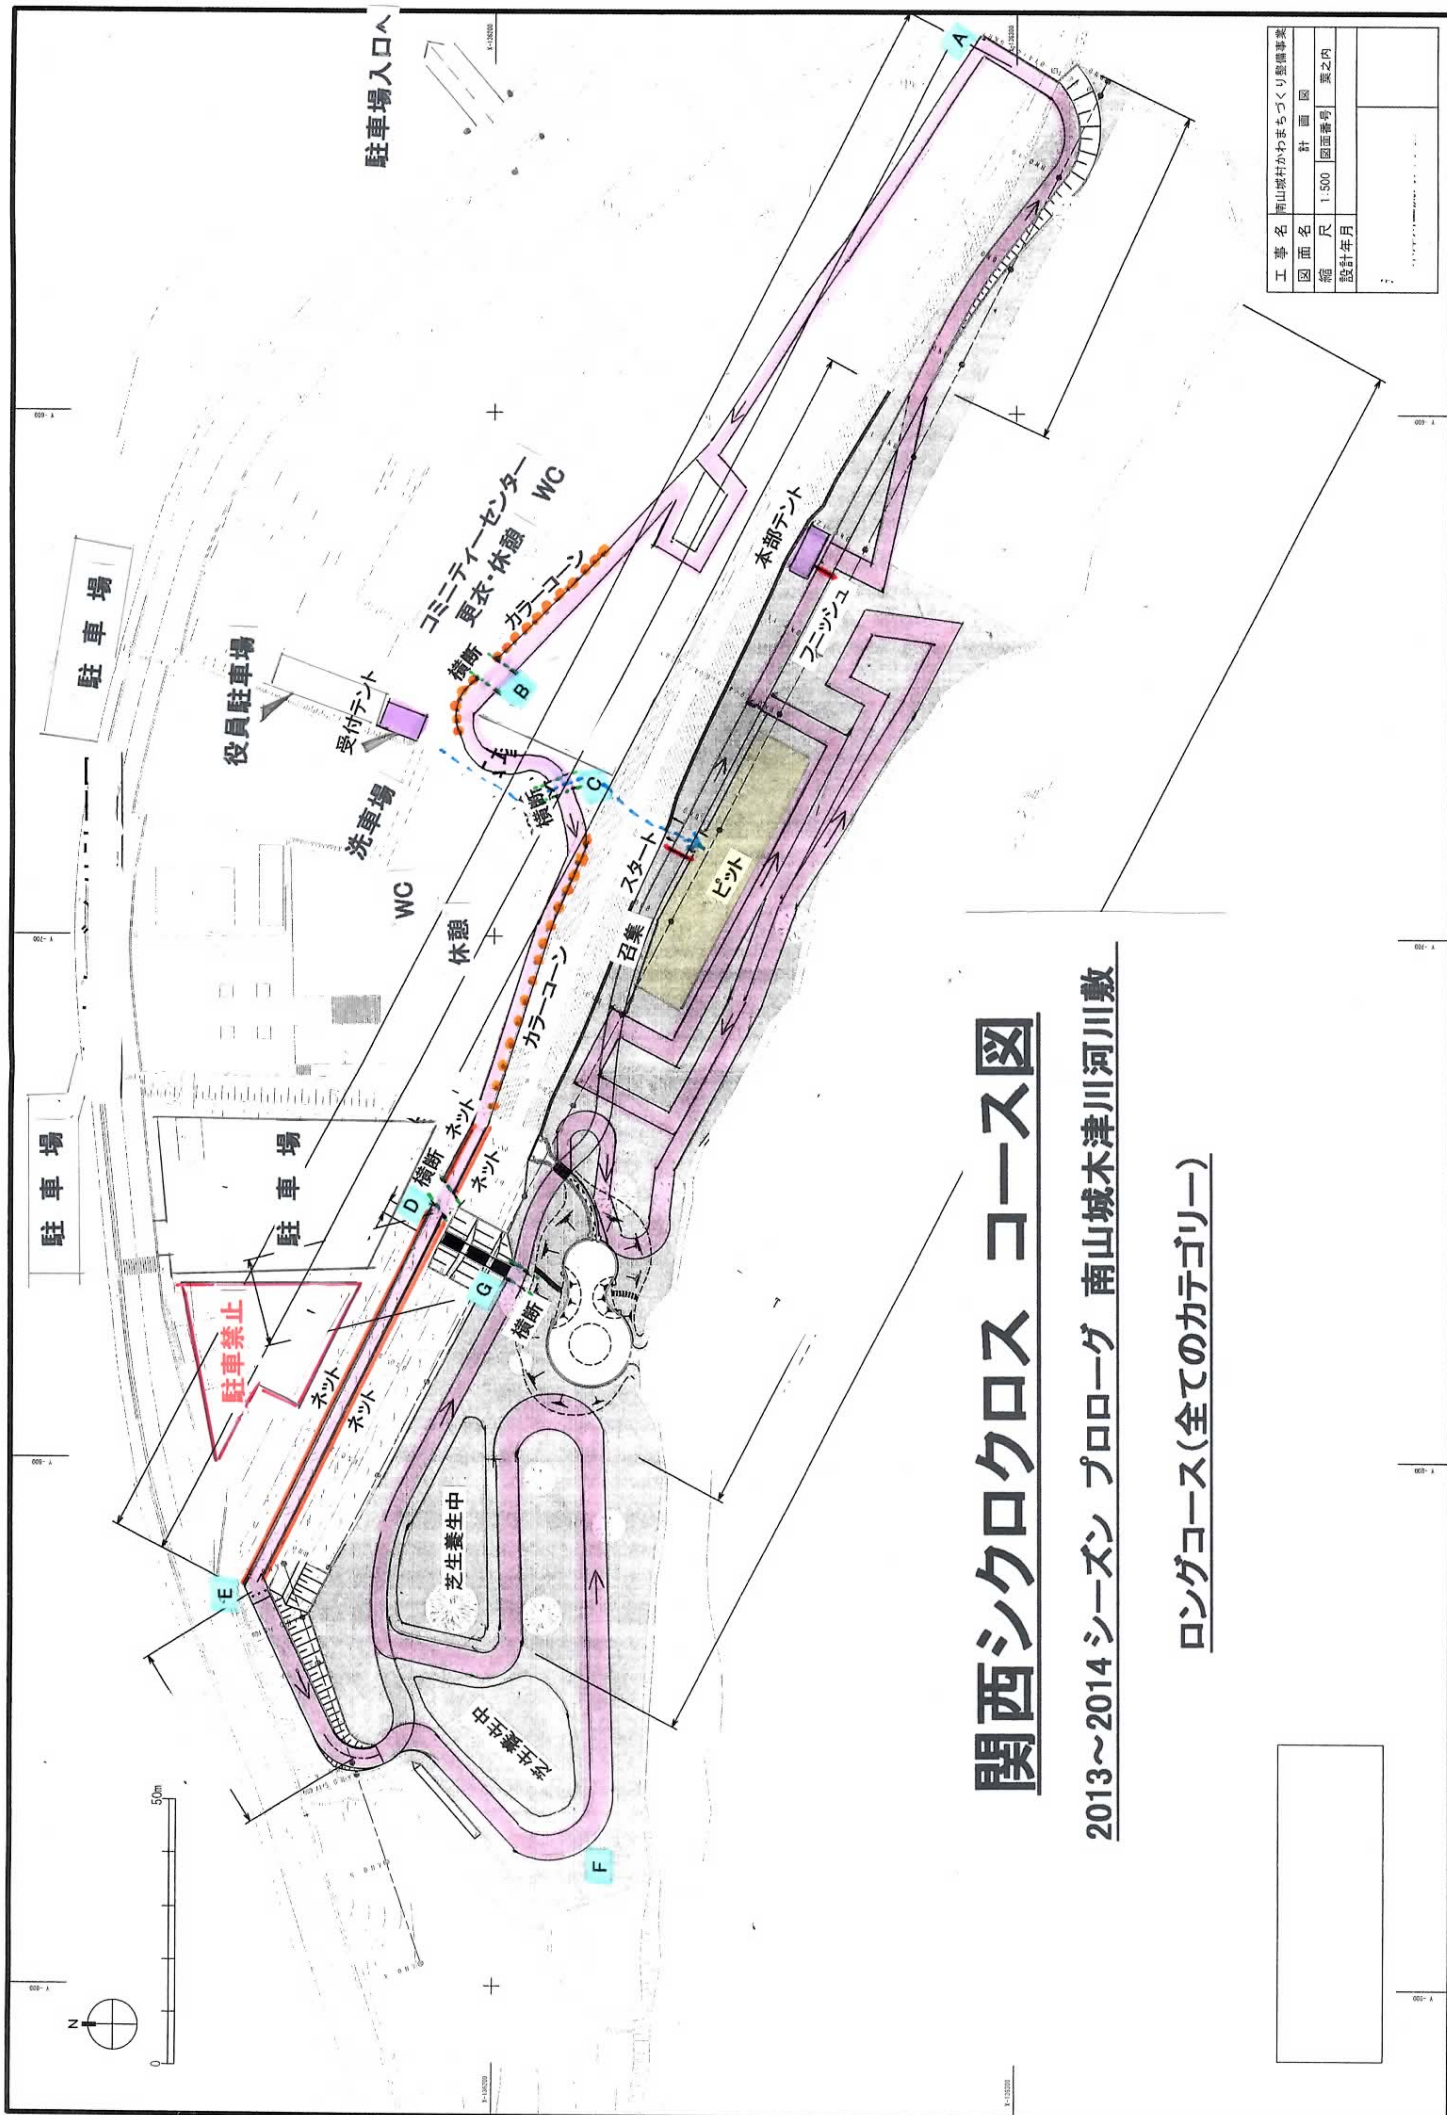 関西シクロクロス コース図
2013~2014シーズン プロローグ 南山城木津川河川敷
ロングコース(全てのカテゴリー)
駐車場入口へ
駐車場
役員駐車場
受付テント
洗車場
WC
休憩
コミニティーセンター
更衣・休憩
WC
カラーコーン
横断
横断
カラーコーン
駐車場
駐車場
駐車禁止
ネット
ネット
横断
ネット
ネット
横断
本部テント
フニッシュ
スタート
召集
ピット
芝生養生中
芝生養生中
A
B
C
D
E
F
G
N
0
50m
工事名
南山城村かわまちづくり整備事業
図面名
計画図
縮尺
1:500
図面番号
葉之内
設計年月